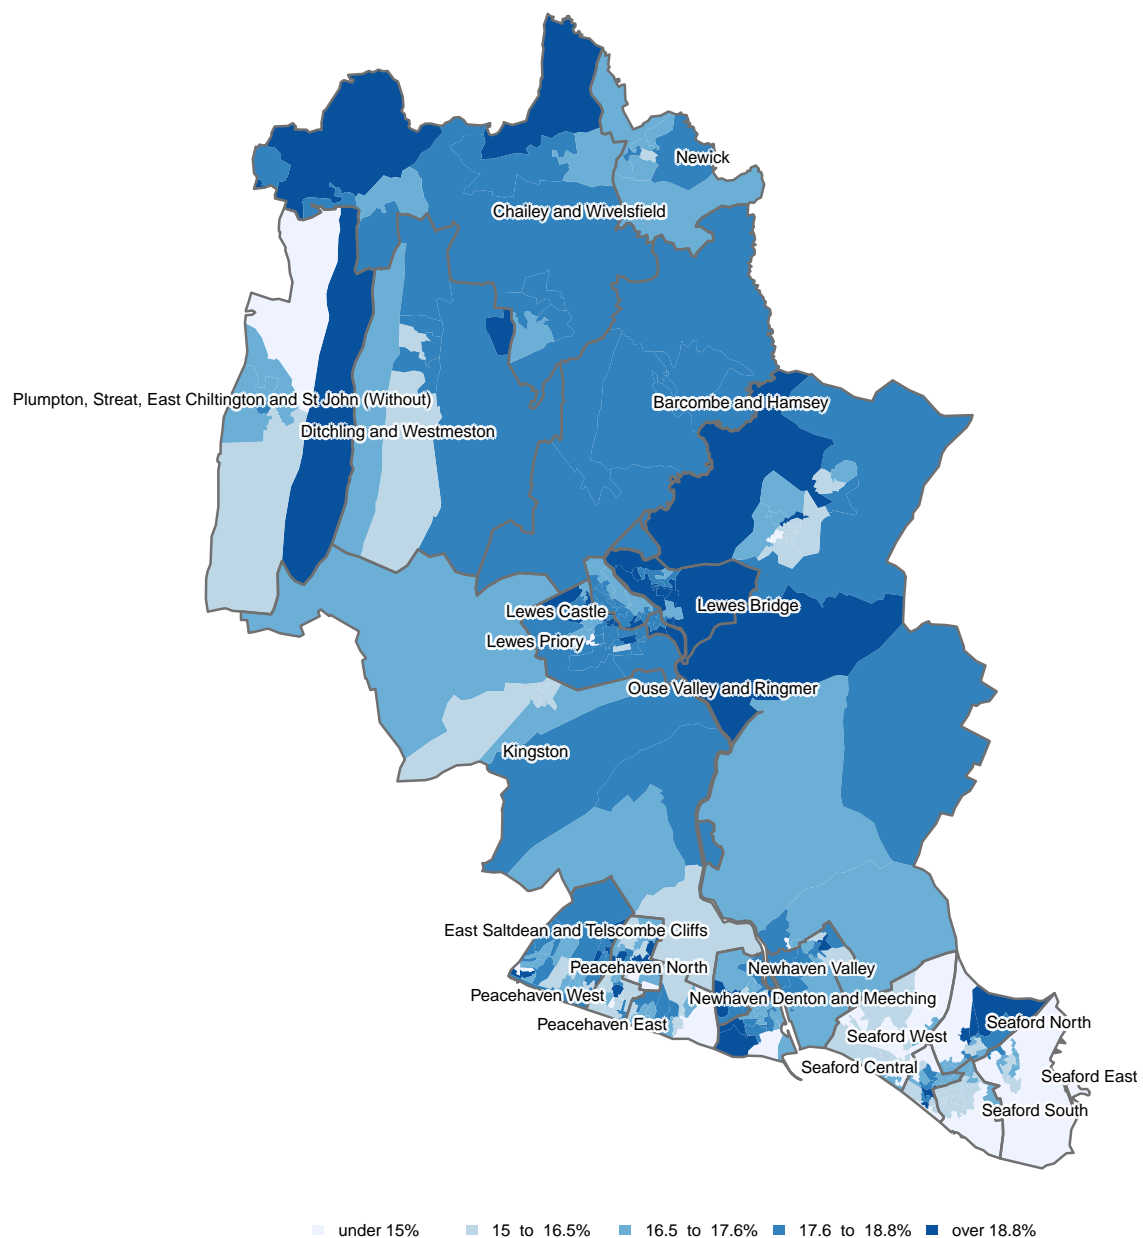 Newick
Chailey and Wivelsfield
Plumpton, Streat, East Chiltington and St John (Without)
Barcombe and Hamsey
Ditchling and Westmeston
Lewes Castle
Lewes Bridge
Lewes Priory
Ouse Valley and Ringmer
Kingston
East Saltdean and Telscombe Cliffs
Peacehaven North
Newhaven Valley
Peacehaven West
Newhaven Denton and Meeching
Peacehaven East
Seaford North
Seaford West
Seaford Central
Seaford East
Seaford South
under 15% 15 to 16.5% 16.5 to 17.6% 17.6 to 18.8% over 18.8%